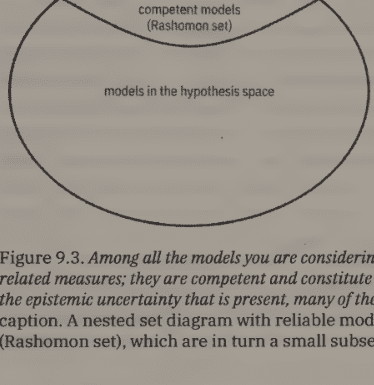 competent models
(Rashomon set)
models in the hypothesis space
Figure 9.3. Among all the models you are considerin
related measures; they are competent and constitute
the epistemic uncertainty that is present, many of the
caption. A nested set diagram with reliable mod
(Rashomon set), which are in turn a small subse